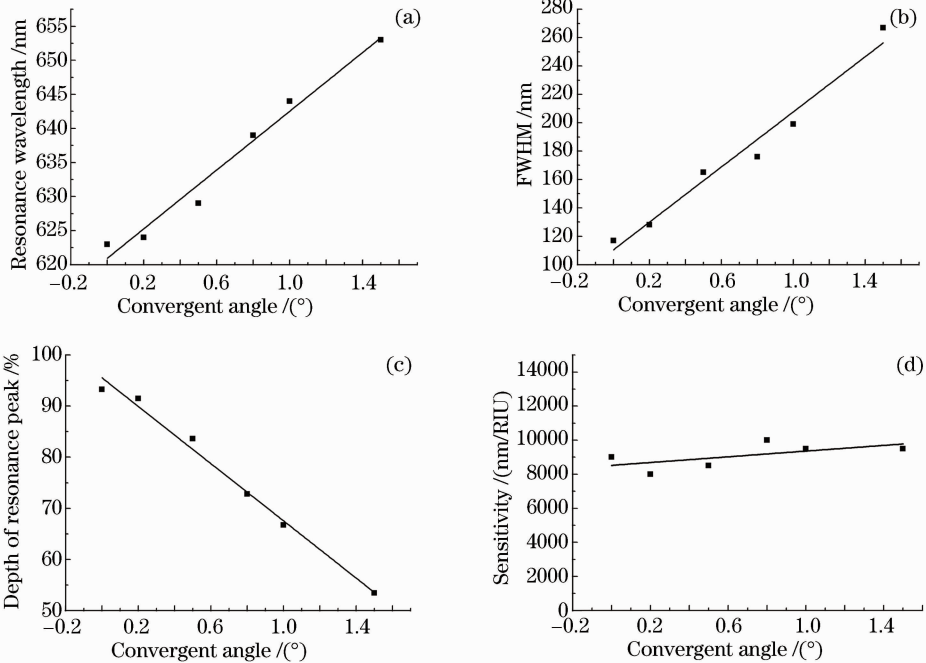 (a)
Resonance wavelength /nm
655
650
645
640
635
630
625
620
−0.2 0.2 0.6 1.0 1.4
Convergent angle /(°)
(b)
FWHM /nm
280
260
240
220
200
180
160
140
120
100
−0.2 0.2 0.6 1.0 1.4
Convergent angle /(°)
(c)
Depth of resonance peak /%
100
90
80
70
60
50
−0.2 0.2 0.6 1.0 1.4
Convergent angle /(°)
(d)
Sensitivity /(nm/RIU)
14000
12000
10000
8000
6000
4000
2000
0
−0.2 0.2 0.6 1.0 1.4
Convergent angle /(°)